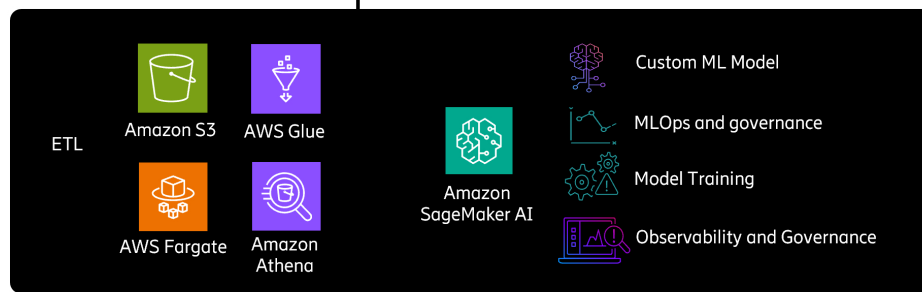 ETL
Amazon S3
AWS Glue
AWS Fargate
Amazon
Athena
Amazon
SageMaker AI
Custom ML Model
MLOps and governance
Model Training
Observability and Governance